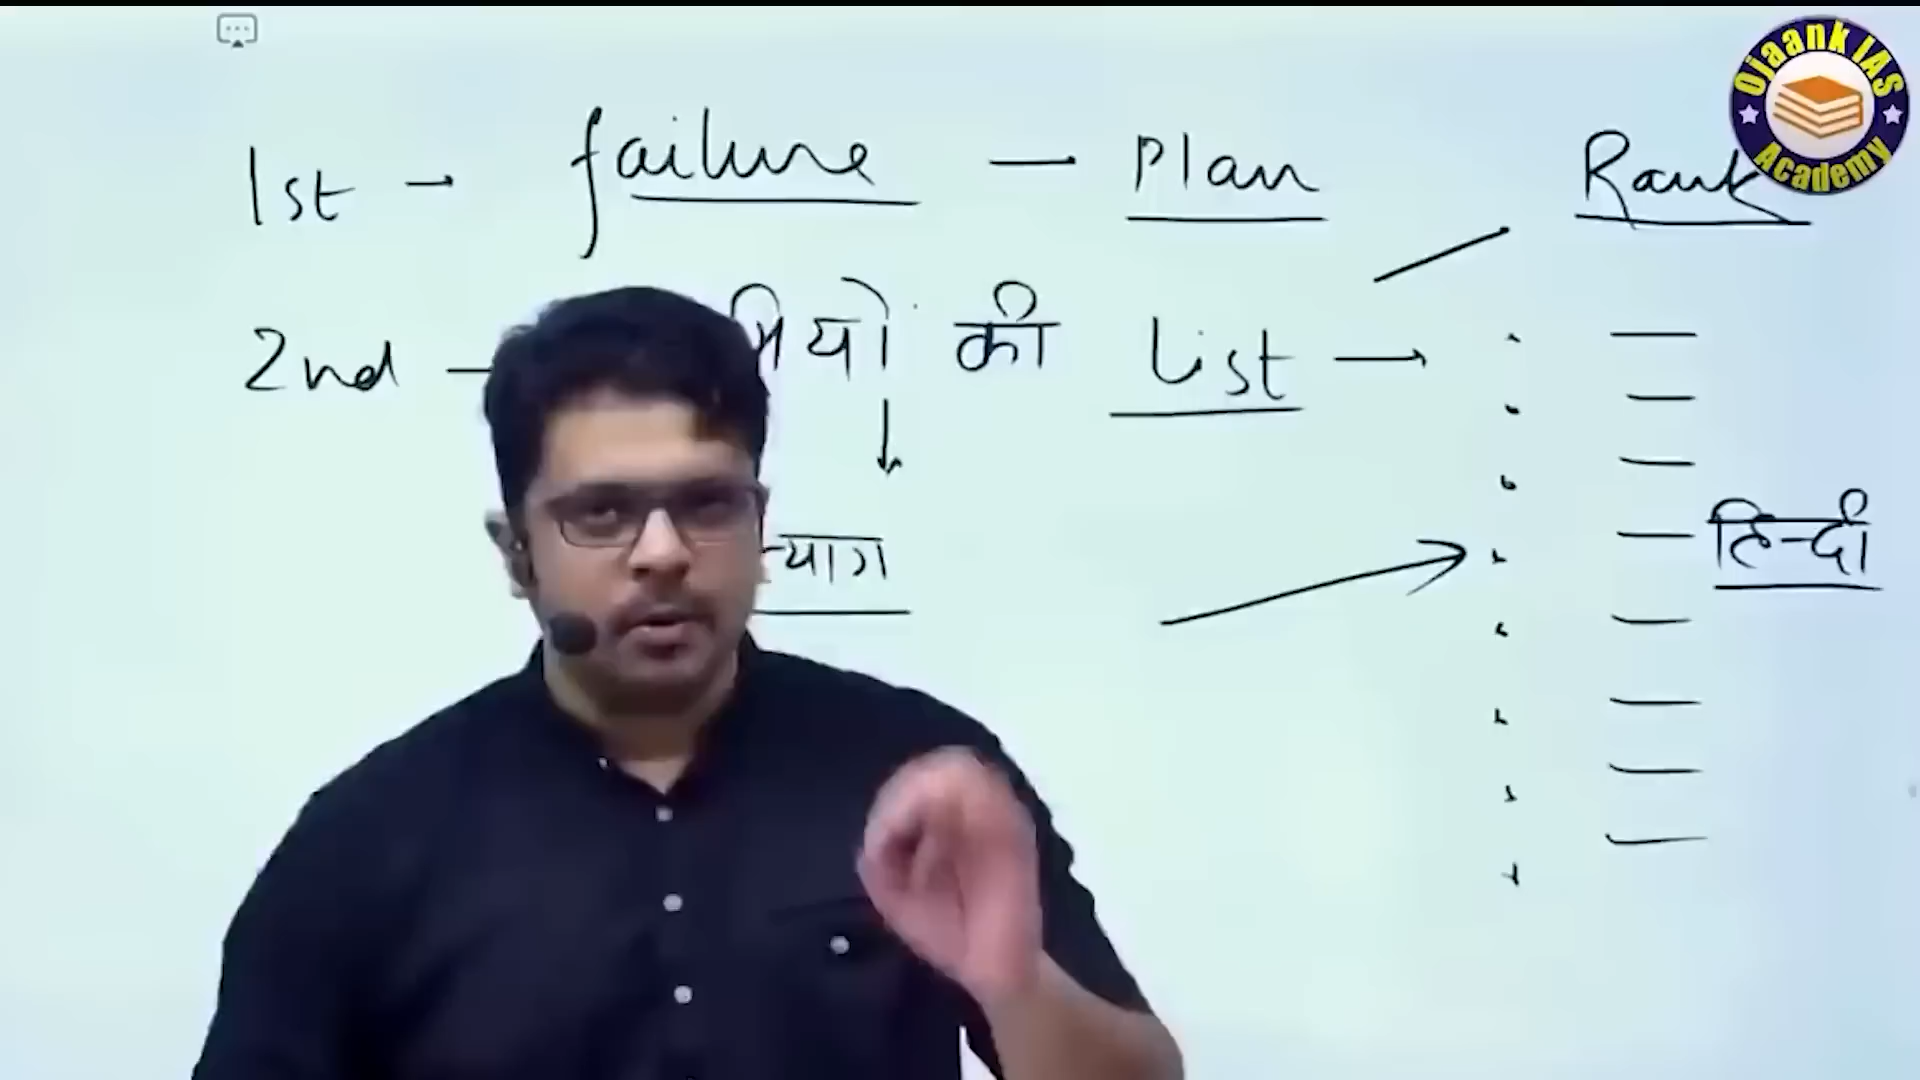 Ojaank IAS Academy
1st - failure - Plan Rank
2nd - की List →
हिन्दी